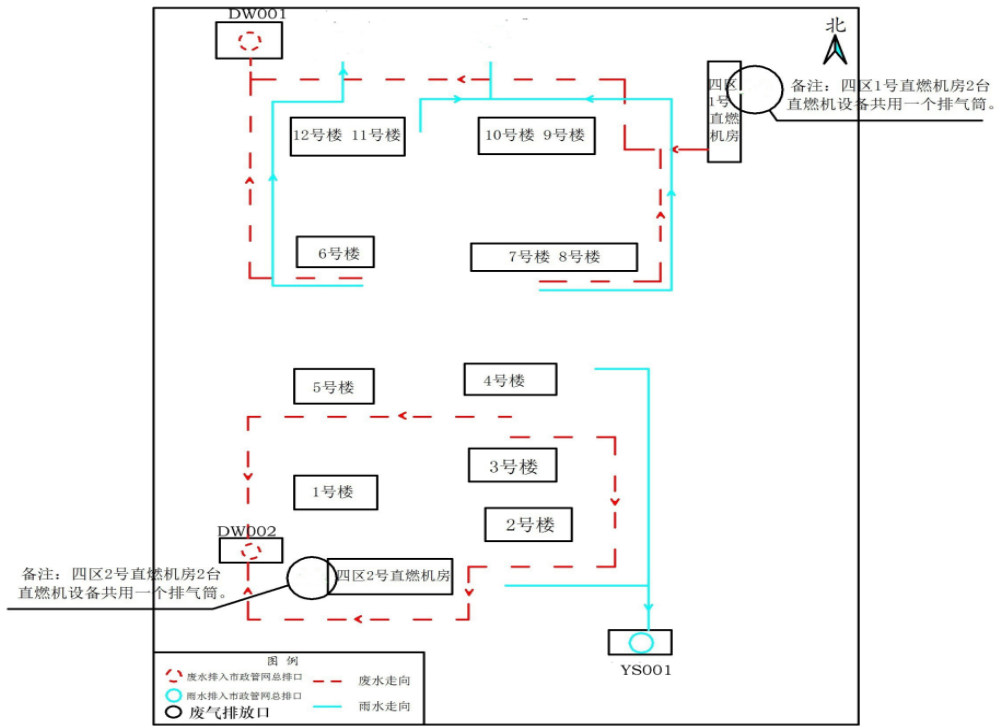 DW001
北
四区
1号
直燃
机房
备注：四区1号直燃机房2台
直燃机设备共用一个排气筒。
12号楼 11号楼
10号楼 9号楼
6号楼
7号楼 8号楼
5号楼
4号楼
3号楼
1号楼
2号楼
DW002
备注：四区2号直燃机房2台
直燃机设备共用一个排气筒。
四区2号直燃机房
YS001
图 例
废水排入市政管网总排口
废水走向
雨水排入市政管网总排口
雨水走向
废气排放口